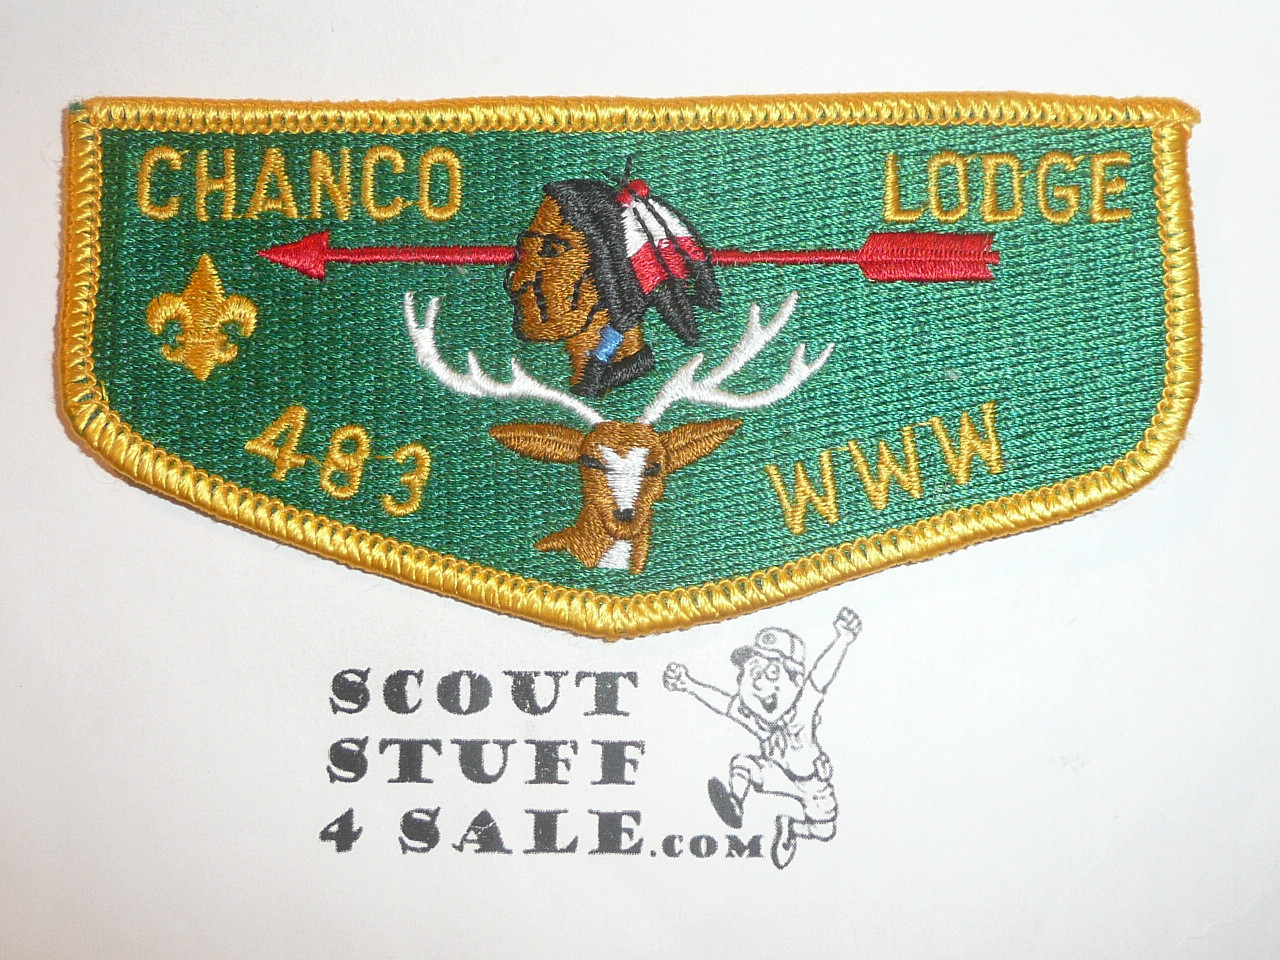 CHANCO LODGE
483 WWW
SCOUT
STUFF
4 SALE.COM